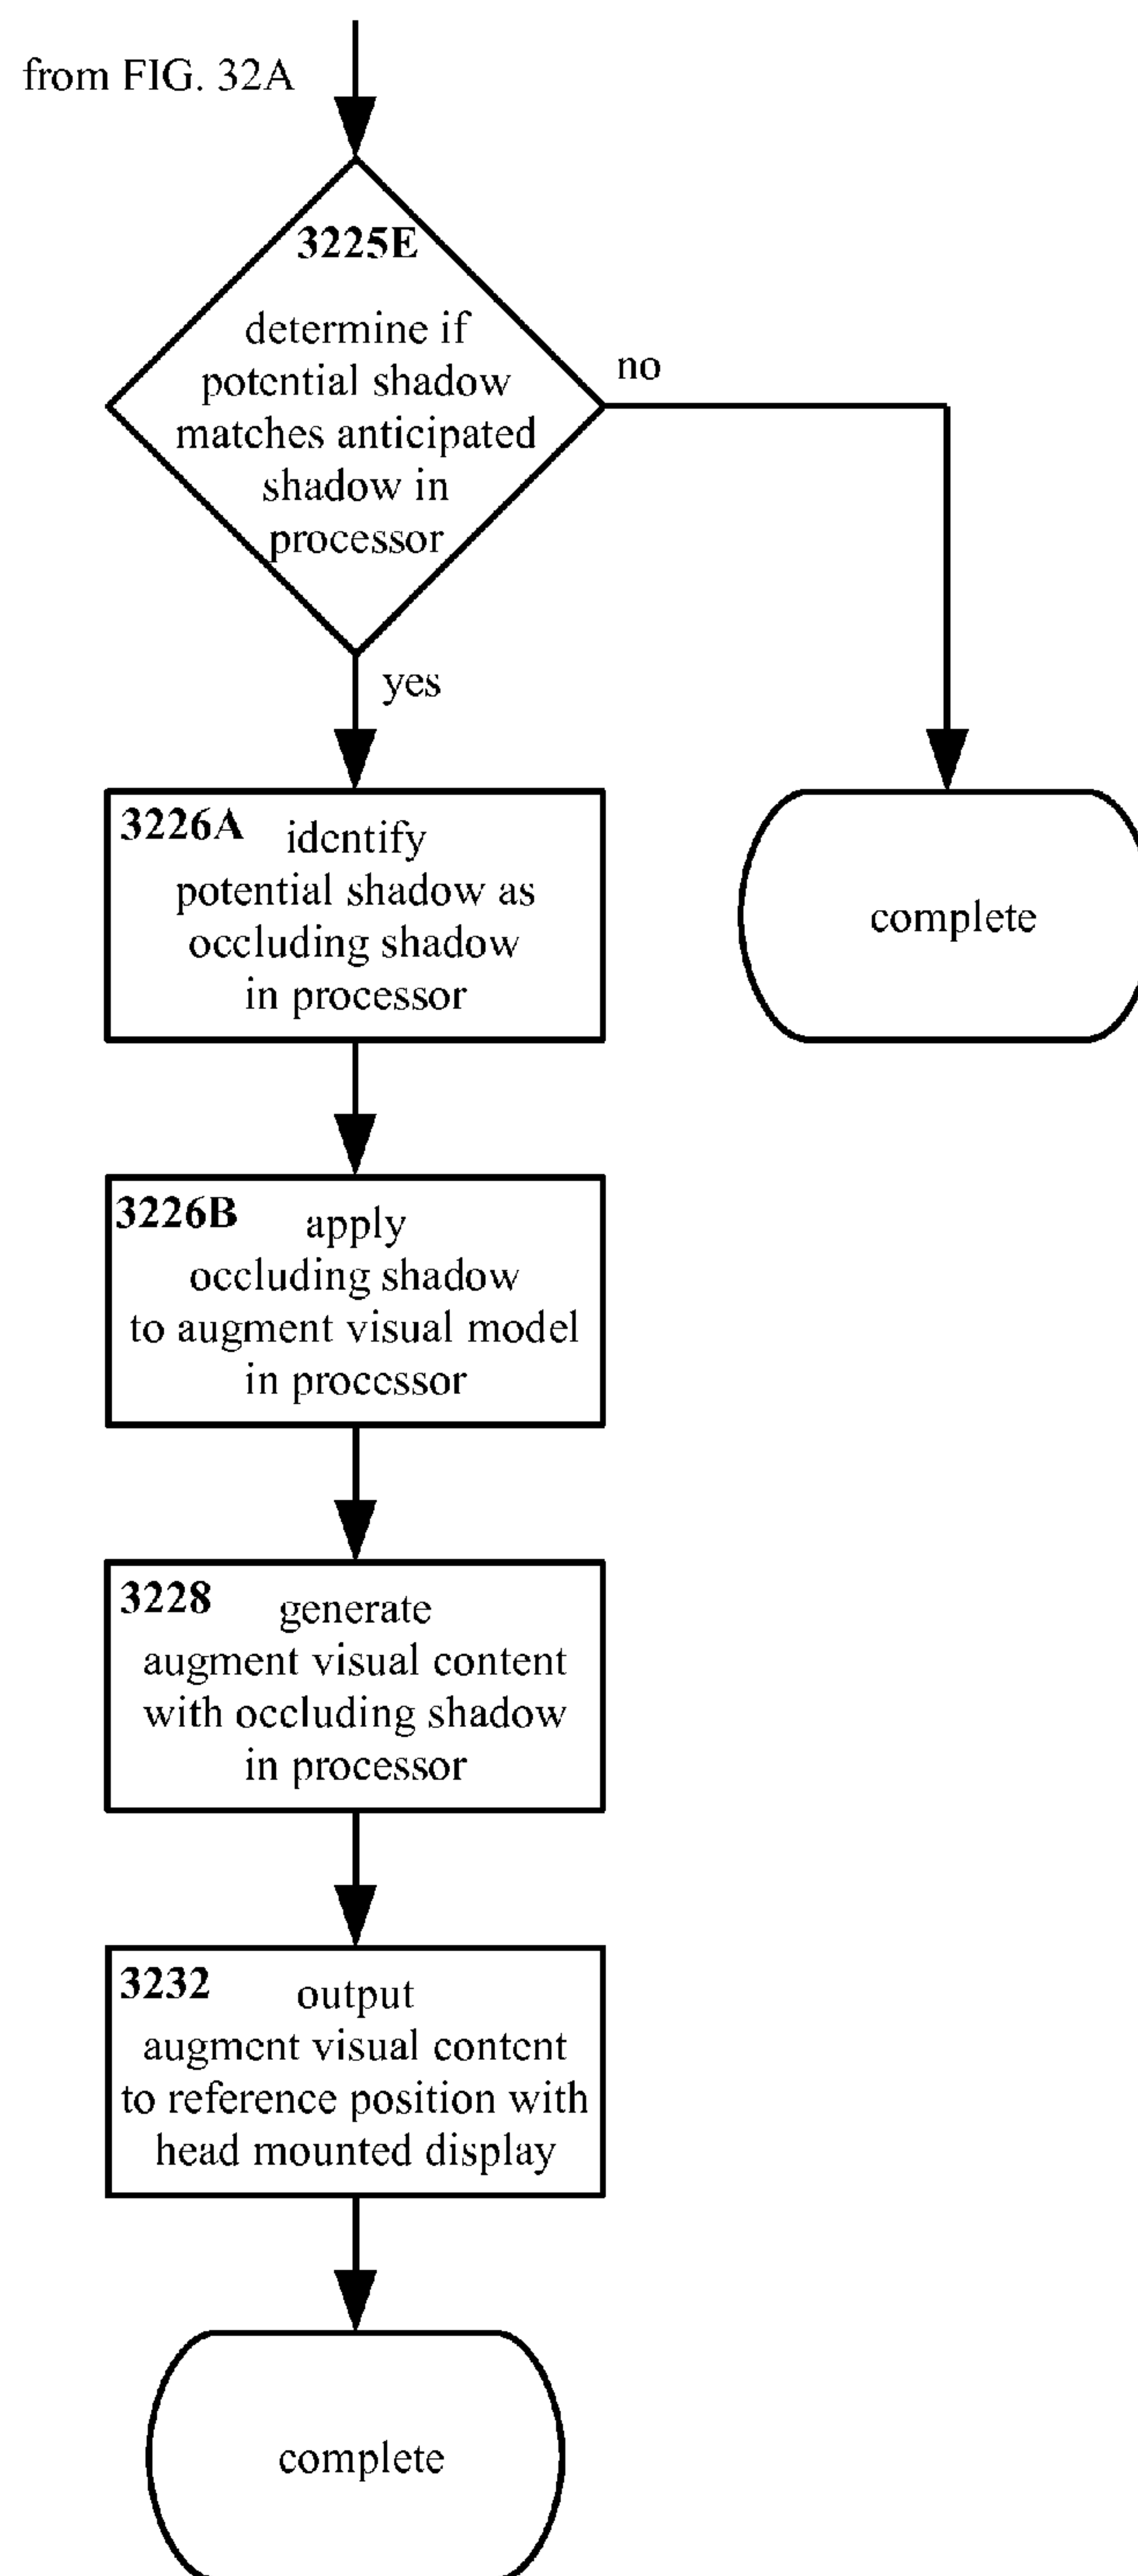 from FIG. 32A
3225E
determine if
potential shadow
matches anticipated
shadow in
processor
no
yes
3226A identify
potential shadow as
occluding shadow
in processor
complete
3226B apply
occluding shadow
to augment visual model
in processor
3228 generate
augment visual content
with occluding shadow
in processor
3232 output
augment visual content
to reference position with
head mounted display
complete